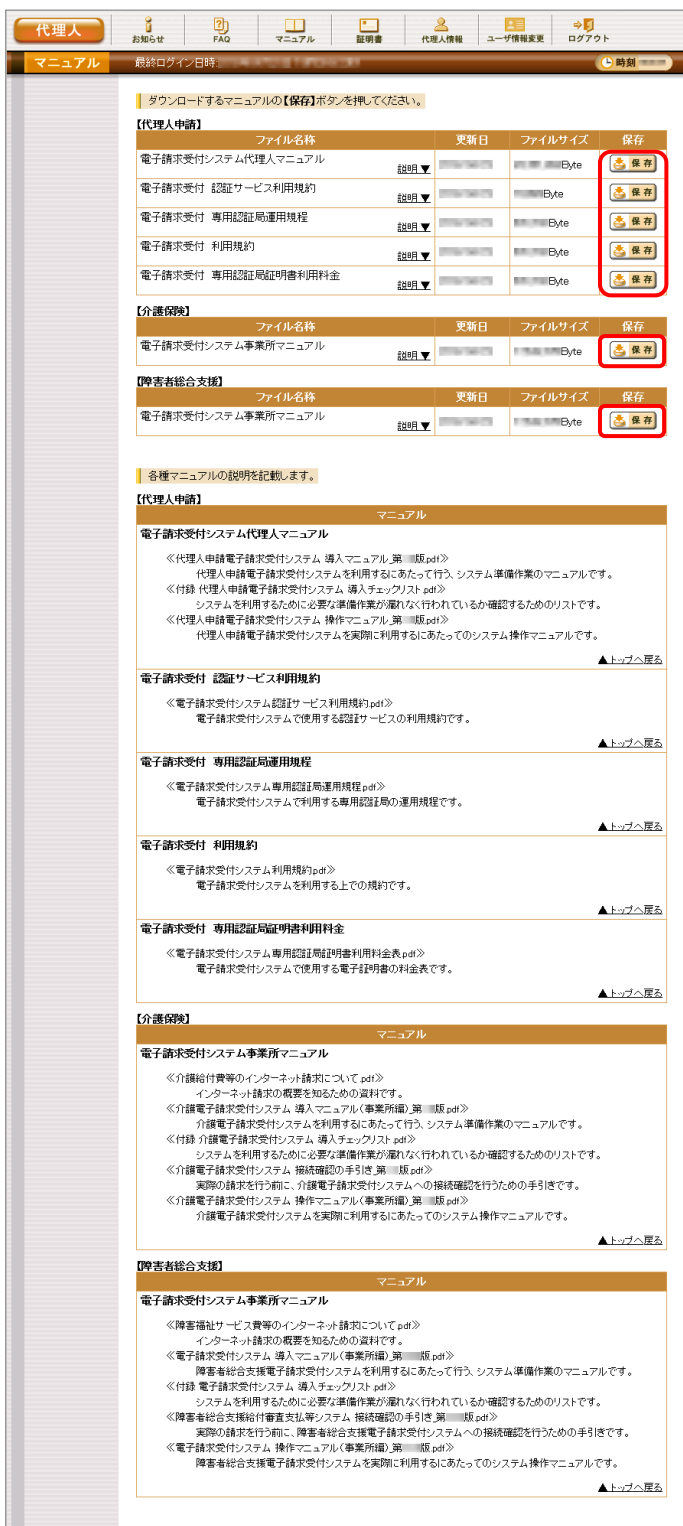 代理人
お知らせ
FAQ
マニュアル
証明書
代理人情報
ユーザ情報変更
ログアウト
マニュアル 最終ログイン日時: 時刻
ダウンロードするマニュアルの【保存】ボタンを押してください。
【代理人申請】
ファイル名称 更新日 ファイルサイズ 保存
電子請求受付システム代理人マニュアル 説明▼ Byte 保存
電子請求受付 認証サービス利用規約 説明▼ Byte 保存
電子請求受付 専用認証局運用規程 説明▼ Byte 保存
電子請求受付 利用規約 説明▼ Byte 保存
電子請求受付 専用認証局証明書利用料金 説明▼ Byte 保存
【介護保険】
ファイル名称 更新日 ファイルサイズ 保存
電子請求受付システム事業所マニュアル 説明▼ Byte 保存
【障害者総合支援】
ファイル名称 更新日 ファイルサイズ 保存
電子請求受付システム事業所マニュアル 説明▼ Byte 保存
各種マニュアルの説明を記載します。
【代理人申請】
マニュアル
電子請求受付システム代理人マニュアル
≪代理人申請電子請求受付システム 導入マニュアル_第 版.pdf≫
代理人申請電子請求受付システムを利用するにあたって行う、システム準備作業のマニュアルです。
≪付録 代理人申請電子請求受付システム 導入チェックリスト.pdf≫
システムを利用するために必要な準備作業が漏れなく行われているか確認するためのリストです。
≪代理人申請電子請求受付システム 操作マニュアル_第 版.pdf≫
代理人申請電子請求受付システムを実際に利用するにあたってのシステム操作マニュアルです。
▲トップへ戻る
電子請求受付 認証サービス利用規約
≪電子請求受付システム認証サービス利用規約.pdf≫
電子請求受付システムで使用する認証サービスの利用規約です。
▲トップへ戻る
電子請求受付 専用認証局運用規程
≪電子請求受付システム専用認証局運用規程.pdf≫
電子請求受付システムで利用する専用認証局の運用規程です。
▲トップへ戻る
電子請求受付 利用規約
≪電子請求受付システム利用規約.pdf≫
電子請求受付システムを利用する上での規約です。
▲トップへ戻る
電子請求受付 専用認証局証明書利用料金
≪電子請求受付システム専用認証局証明書利用料金表.pdf≫
電子請求受付システムで使用する電子証明書の料金表です。
▲トップへ戻る
【介護保険】
マニュアル
電子請求受付システム事業所マニュアル
≪介護給付費等のインターネット請求について.pdf≫
インターネット請求の概要を知るための資料です。
≪介護電子請求受付システム 導入マニュアル(事業所編)_第 版.pdf≫
介護電子請求受付システムを利用するにあたって行う、システム準備作業のマニュアルです。
≪付録 介護電子請求受付システム 導入チェックリスト.pdf≫
システムを利用するために必要な準備作業が漏れなく行われているか確認するためのリストです。
≪介護電子請求受付システム 接続確認の手引き_第 版.pdf≫
実際の請求を行う前に、介護電子請求受付システムへの接続確認を行うための手引きです。
≪介護電子請求受付システム 操作マニュアル(事業所編)_第 版.pdf≫
介護電子請求受付システムを実際に利用するにあたってのシステム操作マニュアルです。
▲トップへ戻る
【障害者総合支援】
マニュアル
電子請求受付システム事業所マニュアル
≪障害福祉サービス費等のインターネット請求について.pdf≫
インターネット請求の概要を知るための資料です。
≪電子請求受付システム 導入マニュアル(事業所編)_第 版.pdf≫
障害者総合支援電子請求受付システムを利用するにあたって行う、システム準備作業のマニュアルです。
≪付録 電子請求受付システム 導入チェックリスト.pdf≫
システムを利用するために必要な準備作業が漏れなく行われているか確認するためのリストです。
≪障害者総合支援給付審査支払等システム 接続確認の手引き_第 版.pdf≫
実際の請求を行う前に、障害者総合支援電子請求受付システムへの接続確認を行うための手引きです。
≪電子請求受付システム 操作マニュアル(事業所編)_第 版.pdf≫
障害者総合支援電子請求受付システムを実際に利用するにあたってのシステム操作マニュアルです。
▲トップへ戻る